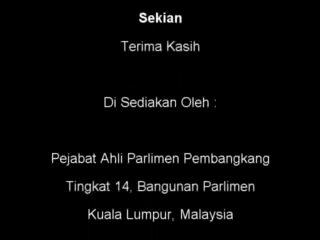 Sekian
Terima Kasih
Di Sediakan Oleh :
Pejabat Ahli Parlimen Pembangkang
Tingkat 14, Bangunan Parlimen
Kuala Lumpur, Malaysia